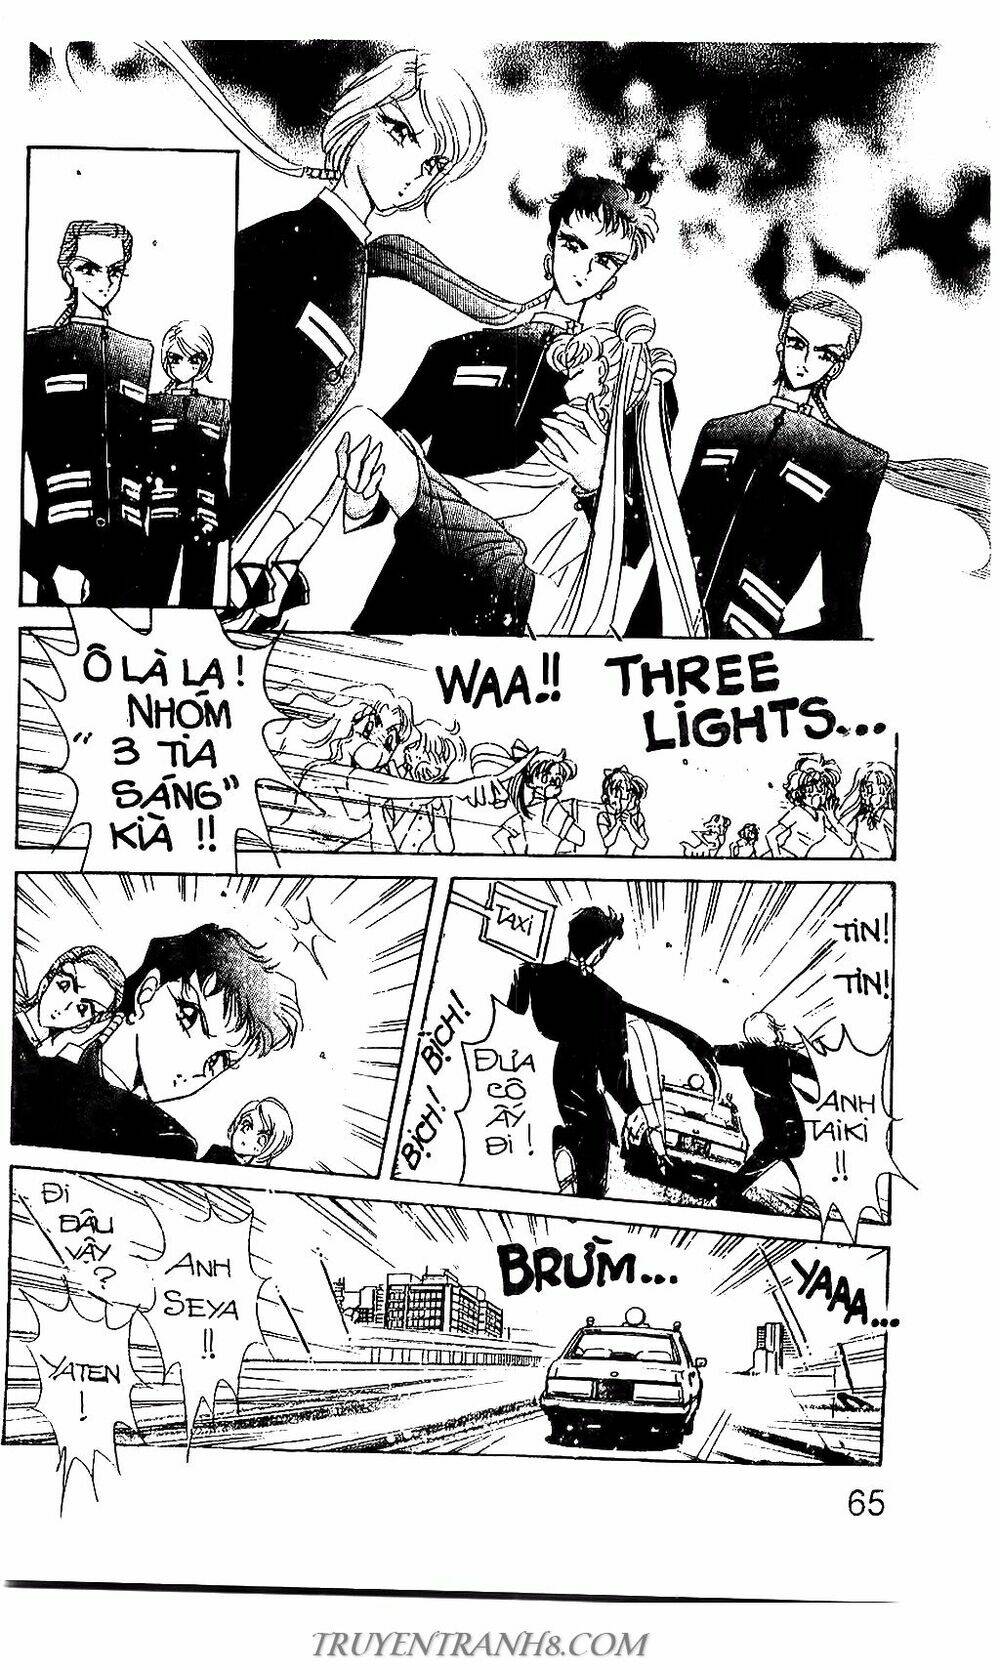 Ô LÀ LA!
NHÓM
"3 TIA
SÁNG"
KIÀ!!
WAA!!
THREE
LIGHTS...
TAXI
TIN!
TIN!
BỊCH! BỊCH! BỊCH!
ĐƯA
CÔ
ẤY
ĐI!
ANH
TAIKI
!!
ĐI
ĐÂU
VẬY
?
YATEN
!
ANH
SEYA
!!
BRỪM...
YAAA...
65
TRUYENTRANH8.COM